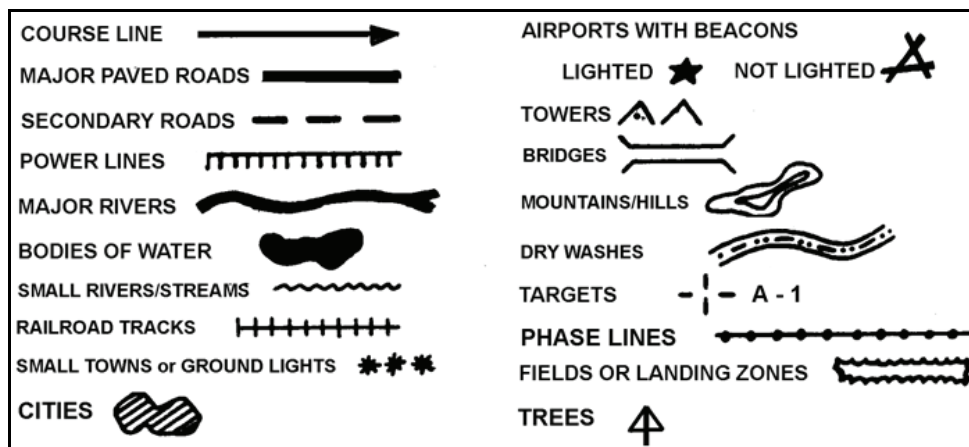 COURSE LINE
MAJOR PAVED ROADS
SECONDARY ROADS
POWER LINES
MAJOR RIVERS
BODIES OF WATER
SMALL RIVERS/STREAMS
RAILROAD TRACKS
SMALL TOWNS or GROUND LIGHTS
CITIES
AIRPORTS WITH BEACONS
LIGHTED NOT LIGHTED
TOWERS
BRIDGES
MOUNTAINS/HILLS
DRY WASHES
TARGETS A - 1
PHASE LINES
FIELDS OR LANDING ZONES
TREES